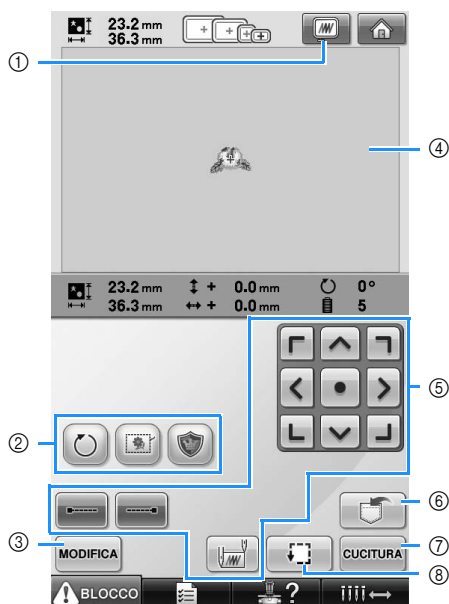 23.2 mm
36.3 mm
①
④
23.2 mm ↕ + 0.0 mm 0°
36.3 mm ↔ + 0.0 mm 5
⑤
②
⑥
③ MODIFICA CUCITURA ⑦
⑧
BLOCCO ?